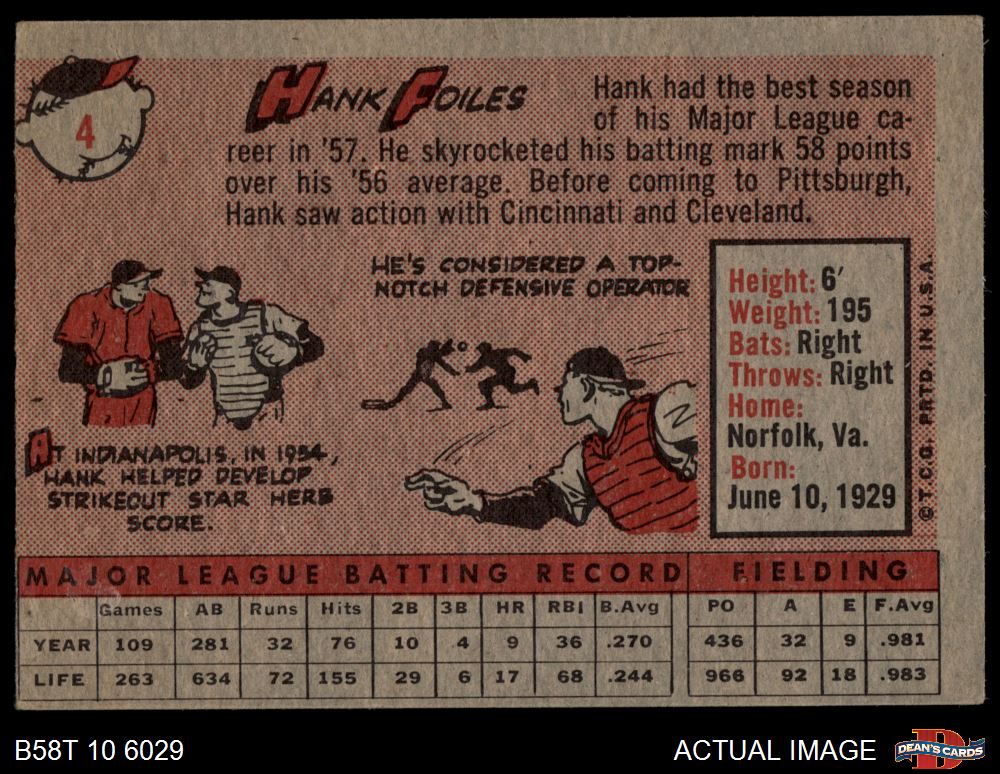 4
HANK FOILES
Hank had the best season
of his Major League ca-
reer in '57. He skyrocketed his batting mark 58 points
over his '56 average. Before coming to Pittsburgh,
Hank saw action with Cincinnati and Cleveland.
HE'S CONSIDERED A TOP-
NOTCH DEFENSIVE OPERATOR
AT INDIANAPOLIS, IN 1954,
HANK HELPED DEVELOP
STRIKEOUT STAR HERB
SCORE.
Height: 6'
Weight: 195
Bats: Right
Throws: Right
Home:
Norfolk, Va.
Born:
June 10, 1929
© T.C.G. PRTD. IN U.S.A.
MAJOR LEAGUE BATTING RECORD FIELDING
Games AB Runs Hits 2B 3B HR RBI B.Avg PO A E F.Avg
YEAR 109 281 32 76 10 4 9 36 .270 436 32 9 .981
LIFE 263 634 72 155 29 6 17 68 .244 966 92 18 .983
B58T 10 6029
ACTUAL IMAGE
DEAN'S CARDS